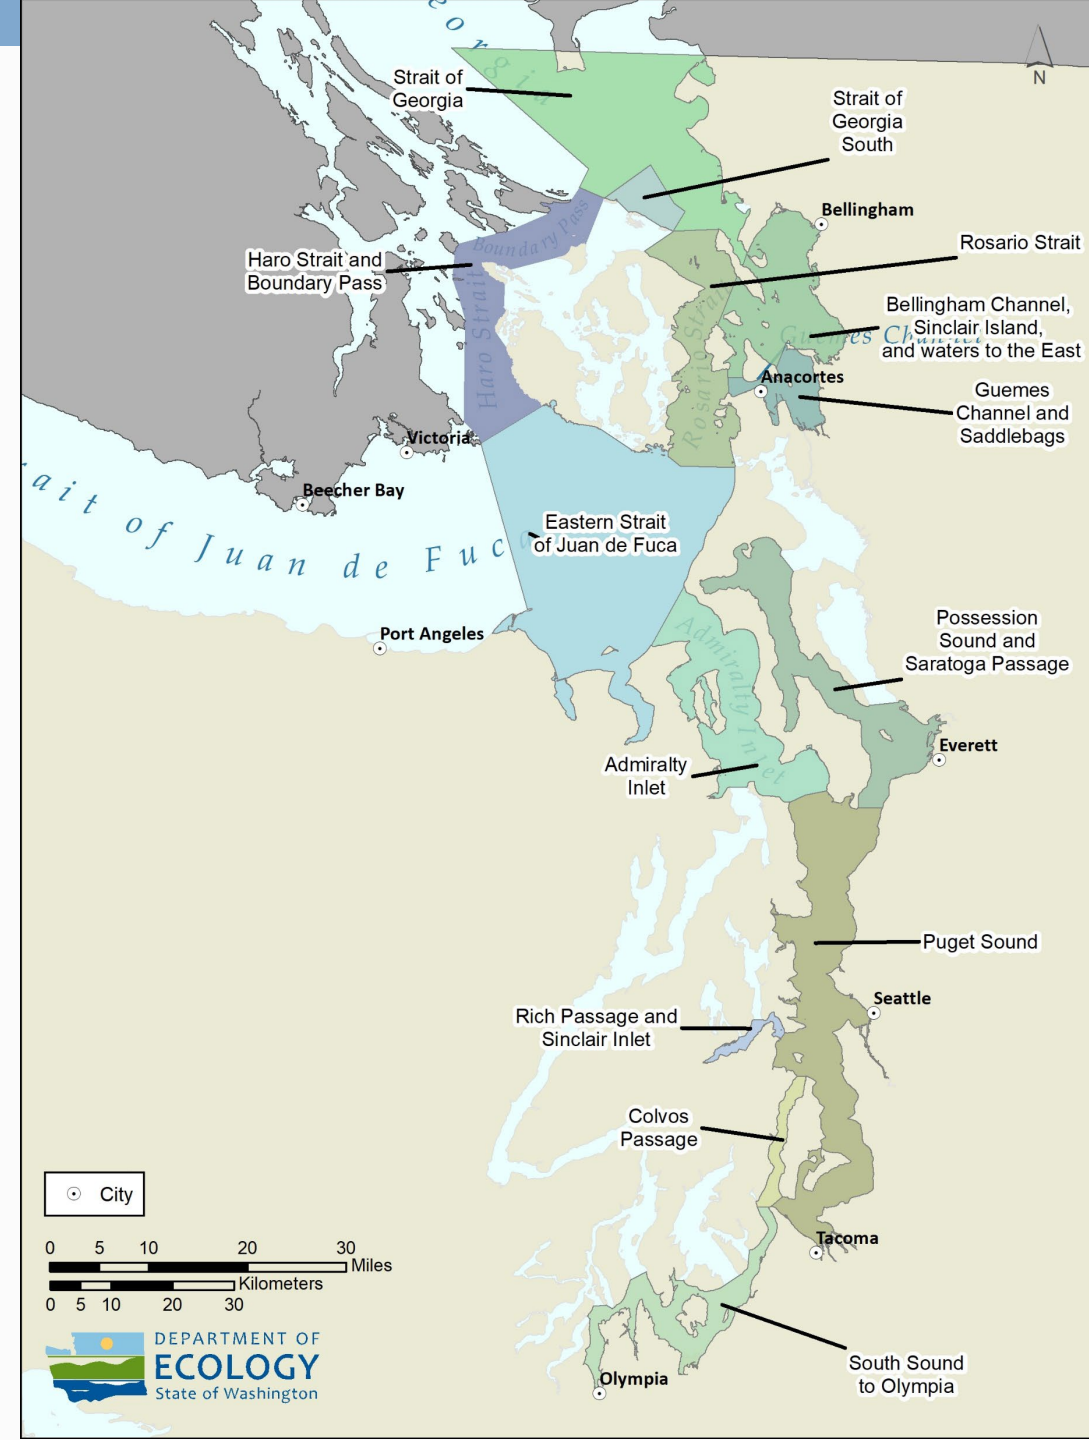 Georgia
Strait of
Georgia
Strait of
Georgia
South
N
Bellingham
Boundary Pass
Rosario Strait
Haro Strait and
Boundary Pass
Haro Strait
Rosario Strait
Bellingham Channel,
Sinclair Island,
and waters to the East
Guemes Channel
Anacortes
Guemes
Channel and
Saddlebags
Victoria
Beecher Bay
rait of Juan de Fuca
Eastern Strait
of Juan de Fuca
Port Angeles
Admiralty Inlet
Possession
Sound and
Saratoga Passage
Everett
Admiralty
Inlet
Puget Sound
Seattle
Rich Passage and
Sinclair Inlet
Colvos
Passage
City
Tacoma
0 5 10 20 30
Miles
Kilometers
0 5 10 20 30
DEPARTMENT OF
ECOLOGY
State of Washington
South Sound
to Olympia
Olympia